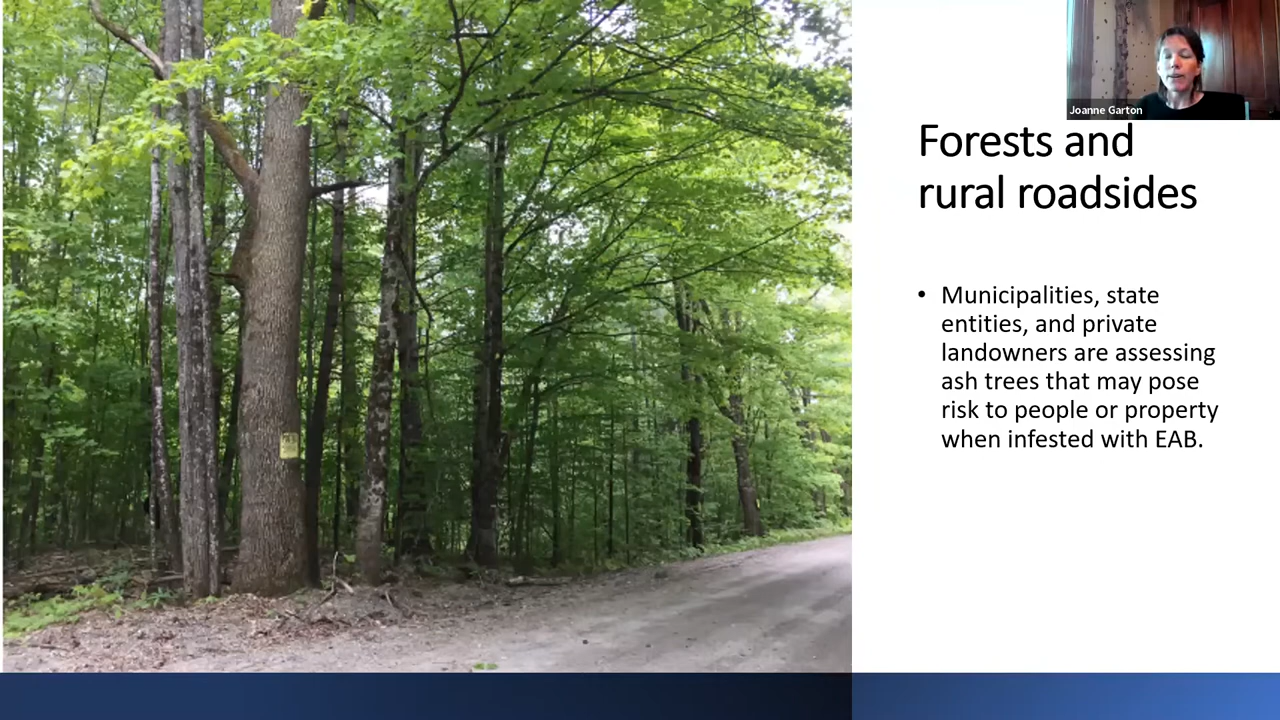 Joanne Garton
Forests and
rural roadsides
• Municipalities, state
entities, and private
landowners are assessing
ash trees that may pose
risk to people or property
when infested with EAB.